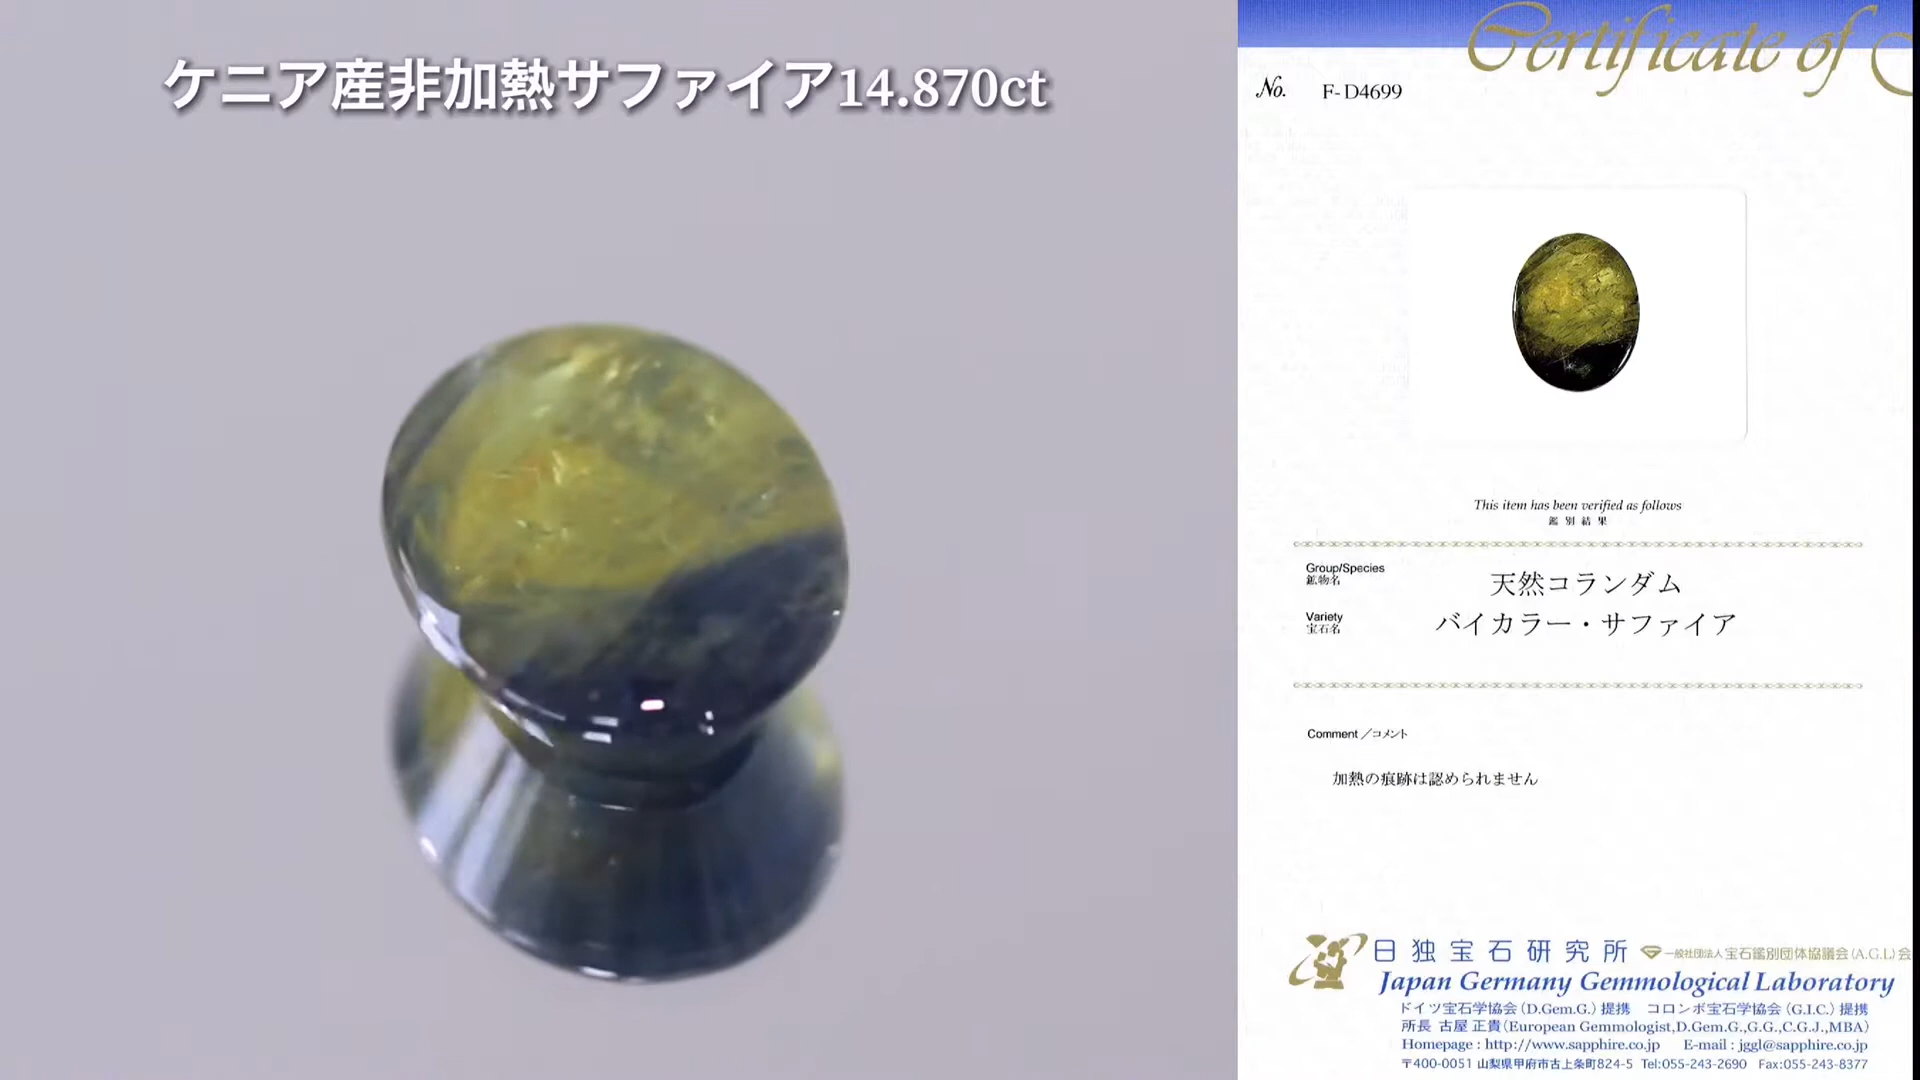 ケニア産非加熱サファイア14.870ct
Certificate of
No. F-D4699
This item has been verified as follows
鑑別結果
Group/Species
鉱物名
天然コランダム
Variety
宝石名
バイカラー・サファイア
Comment／コメント
加熱の痕跡は認められません
日独宝石研究所 一般社団法人 宝石鑑別団体協議会(A.G.L)会
Japan Germany Gemmological Laboratory
ドイツ宝石学協会(D.Gem.G.)提携 コロンボ宝石学協会(G.I.C.)提携
所長 古屋 正貴(European Gemmologist,D.Gem.G.,G.G.,C.G.J.,MBA)
Homepage : http://www.sapphire.co.jp E-mail : jggl@sapphire.co.jp
〒400-0051 山梨県甲府市古上条町824-5 Tel:055-243-2690 Fax:055-243-8377